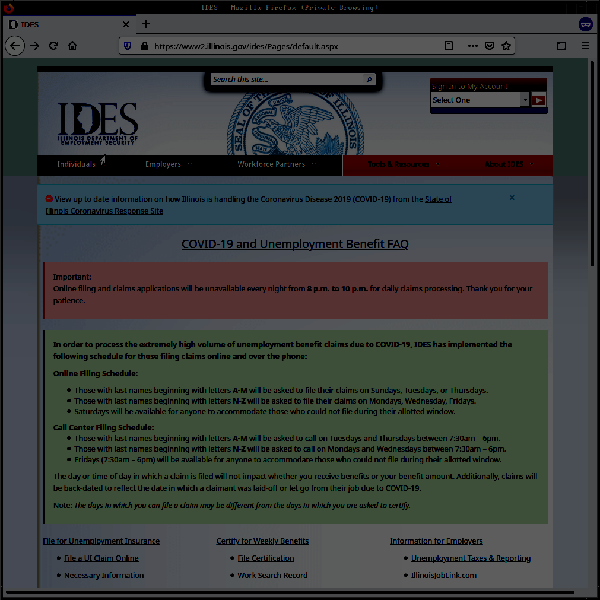 IDES - Mozilla Firefox (Private Browsing)
IDES
https://www2.illinois.gov/ides/Pages/default.aspx
Search this site...
Sign in to My Account
Select One
IDES
ILLINOIS DEPARTMENT OF
EMPLOYMENT SECURITY
SEAL OF THE ILLINOIS
Individuals
Employers
Workforce Partners
Data & Resources
About IDES
View up to date information on how Illinois is handling the Coronavirus Disease 2019 (COVID-19) from the State of
Illinois Coronavirus Response Site
COVID-19 and Unemployment Benefit FAQ
Important:
Online filing and claims applications will be unavailable every night from 8 p.m. to 10 p.m. for daily claims processing. Thank you for your
patience.
In order to process the extremely high volume of unemployment benefit claims due to COVID-19, IDES has implemented the
following schedule for those filing claims online and over the phone:
Online Filing Schedule:
Those with last names beginning with letters A-M will be asked to file their claims on Sundays, Tuesdays, or Thursdays.
Those with last names beginning with letters N-Z will be asked to file their claims on Mondays, Wednesday, Fridays.
Saturdays will be available for anyone to accommodate those who could not file during their allotted window.
Call Center Filing Schedule:
Those with last names beginning with letters A-M will be asked to call on Tuesdays and Thursdays between 7:30am – 6pm.
Those with last names beginning with letters N-Z will be asked to call on Mondays and Wednesdays between 7:30am – 6pm.
Fridays (7:30am – 6pm) will be available for anyone to accommodate those who could not file during their allotted window.
The day or time of day in which a claim is filed will not impact whether you receive benefits or your benefit amount. Additionally, claims will
be back-dated to reflect the date in which a claimant was laid-off or let go from their job due to COVID-19.
Note: The days in which you can file a claim may be different from the days in which you are asked to certify.
File for Unemployment Insurance
Certify for Weekly Benefits
Information for Employers
File a UI Claim Online
File Certification
Unemployment Taxes & Reporting
Necessary Information
Work Search Record
IllinoisJobLink.com